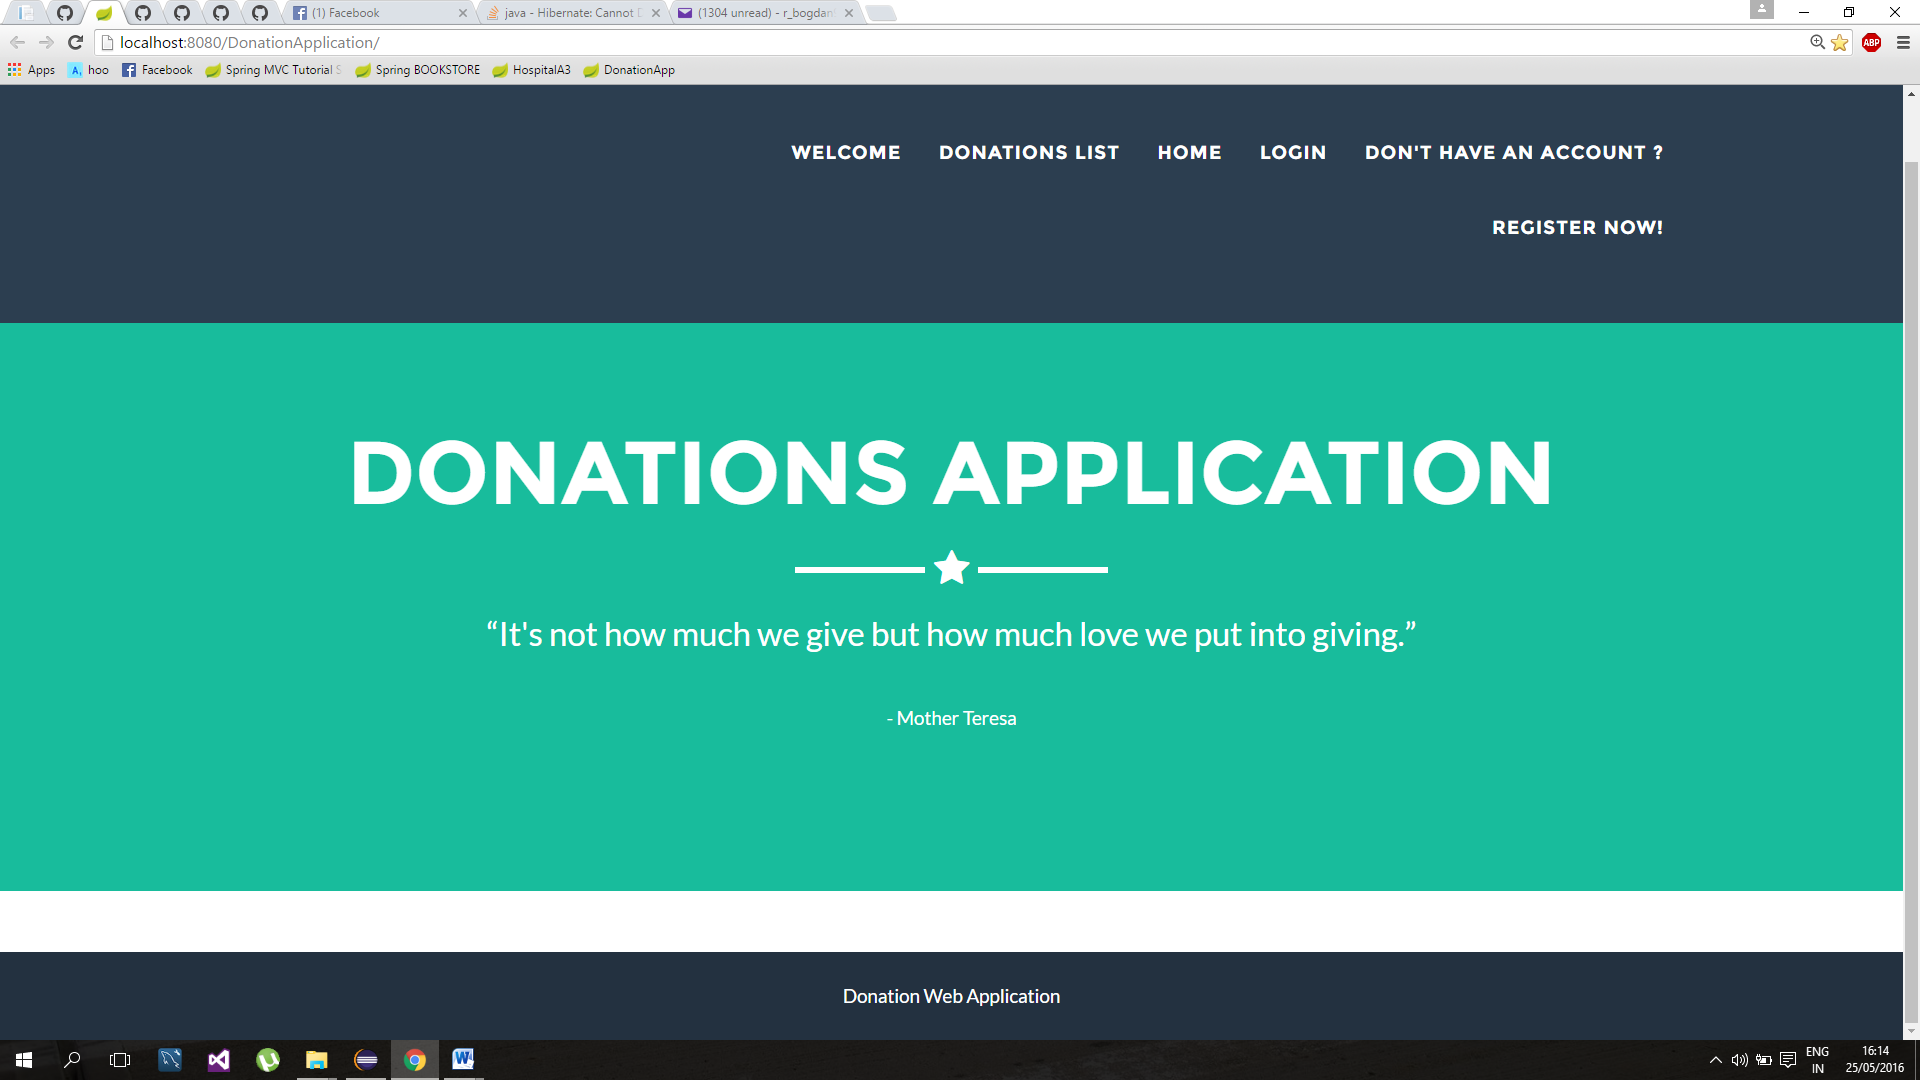 (1) Facebook
java - Hibernate: Cannot
(1304 unread) - r_bogdan
localhost:8080/DonationApplication/
ABP
Apps
hoo
Facebook
Spring MVC Tutorial
Spring BOOKSTORE
HospitalA3
DonationApp
WELCOME DONATIONS LIST HOME LOGIN DON'T HAVE AN ACCOUNT ?
REGISTER NOW!
DONATIONS APPLICATION
“It's not how much we give but how much love we put into giving.”
- Mother Teresa
Donation Web Application
ENG
IN
16:14
25/05/2016